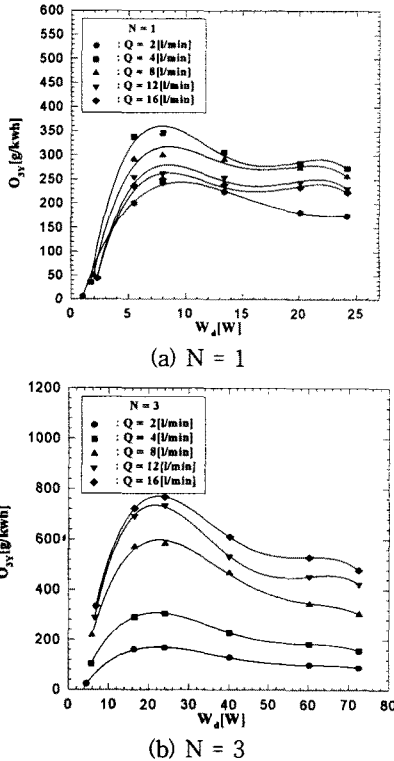 600
550
500
450
400
350
300
250
200
150
100
50
0
O3Y[g/kwh]
N = 1
: Q = 2[l/min]
: Q = 4[l/min]
: Q = 8[l/min]
: Q = 12[l/min]
: Q = 16[l/min]
0 5 10 15 20 25
Wd[W]
(a) N = 1
1200
1000
800
600
400
200
0
O3Y[g/kwh]
N = 3
: Q = 2[l/min]
: Q = 4[l/min]
: Q = 8[l/min]
: Q = 12[l/min]
: Q = 16[l/min]
0 10 20 30 40 50 60 70 80
Wd[W]
(b) N = 3